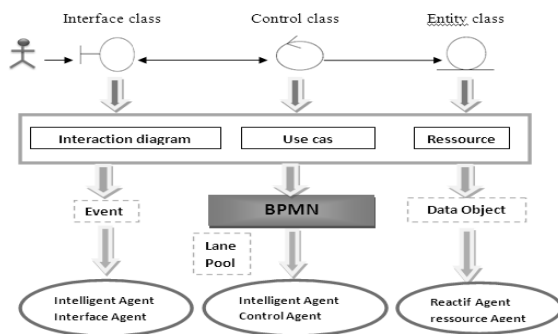 Interface class
Control class
Entity class
Interaction diagram
Use cas
Ressource
Event
BPMN
Data Object
Lane
Pool
Intelligent Agent
Interface Agent
Intelligent Agent
Control Agent
Reactif Agent
ressource Agent